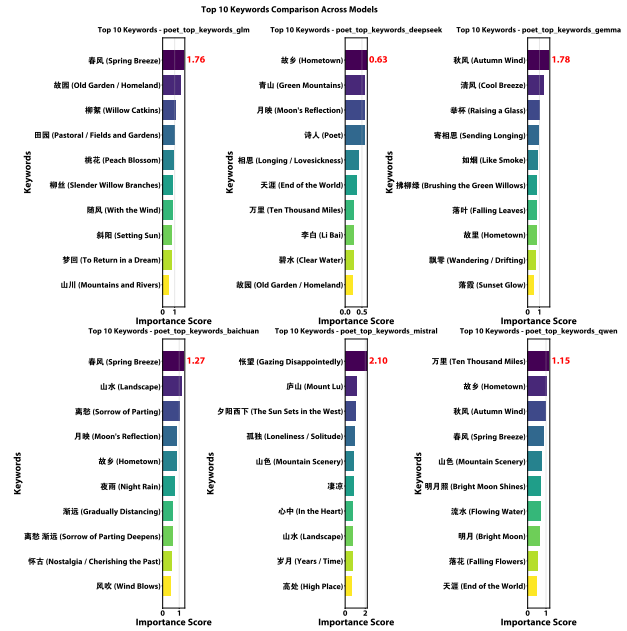 Top 10 Keywords Comparison Across Models
Top 10 Keywords - poet_top_keywords_glm
Keywords
春风 (Spring Breeze)
故园 (Old Garden / Homeland)
柳絮 (Willow Catkins)
田园 (Pastoral / Fields and Gardens)
桃花 (Peach Blossom)
柳丝 (Slender Willow Branches)
随风 (With the Wind)
斜阳 (Setting Sun)
梦回 (To Return in a Dream)
山川 (Mountains and Rivers)
1.76
0 1
Importance Score
Top 10 Keywords - poet_top_keywords_deepseek
Keywords
故乡 (Hometown)
青山 (Green Mountains)
月映 (Moon's Reflection)
诗人 (Poet)
相思 (Longing / Lovesickness)
天涯 (End of the World)
万里 (Ten Thousand Miles)
李白 (Li Bai)
碧水 (Clear Water)
故园 (Old Garden / Homeland)
0.63
0.0 0.5
Importance Score
Top 10 Keywords - poet_top_keywords_gemma
Keywords
秋风 (Autumn Wind)
清风 (Cool Breeze)
举杯 (Raising a Glass)
寄相思 (Sending Longing)
如烟 (Like Smoke)
拂柳绿 (Brushing the Green Willows)
落叶 (Falling Leaves)
故里 (Hometown)
飘零 (Wandering / Drifting)
落霞 (Sunset Glow)
1.78
0 1
Importance Score
Top 10 Keywords - poet_top_keywords_baichuan
Keywords
春风 (Spring Breeze)
山水 (Landscape)
离愁 (Sorrow of Parting)
月映 (Moon's Reflection)
故乡 (Hometown)
夜雨 (Night Rain)
渐远 (Gradually Distancing)
离愁 渐远 (Sorrow of Parting Deepens)
怀古 (Nostalgia / Cherishing the Past)
风吹 (Wind Blows)
1.27
0 1
Importance Score
Top 10 Keywords - poet_top_keywords_mistral
Keywords
怅望 (Gazing Disappointedly)
庐山 (Mount Lu)
夕阳西下 (The Sun Sets in the West)
孤独 (Loneliness / Solitude)
山色 (Mountain Scenery)
凄凉
心中 (In the Heart)
山水 (Landscape)
岁月 (Years / Time)
高处 (High Place)
2.10
0 2
Importance Score
Top 10 Keywords - poet_top_keywords_qwen
Keywords
万里 (Ten Thousand Miles)
故乡 (Hometown)
秋风 (Autumn Wind)
春风 (Spring Breeze)
山色 (Mountain Scenery)
明月照 (Bright Moon Shines)
流水 (Flowing Water)
明月 (Bright Moon)
落花 (Falling Flowers)
天涯 (End of the World)
1.15
0 1
Importance Score